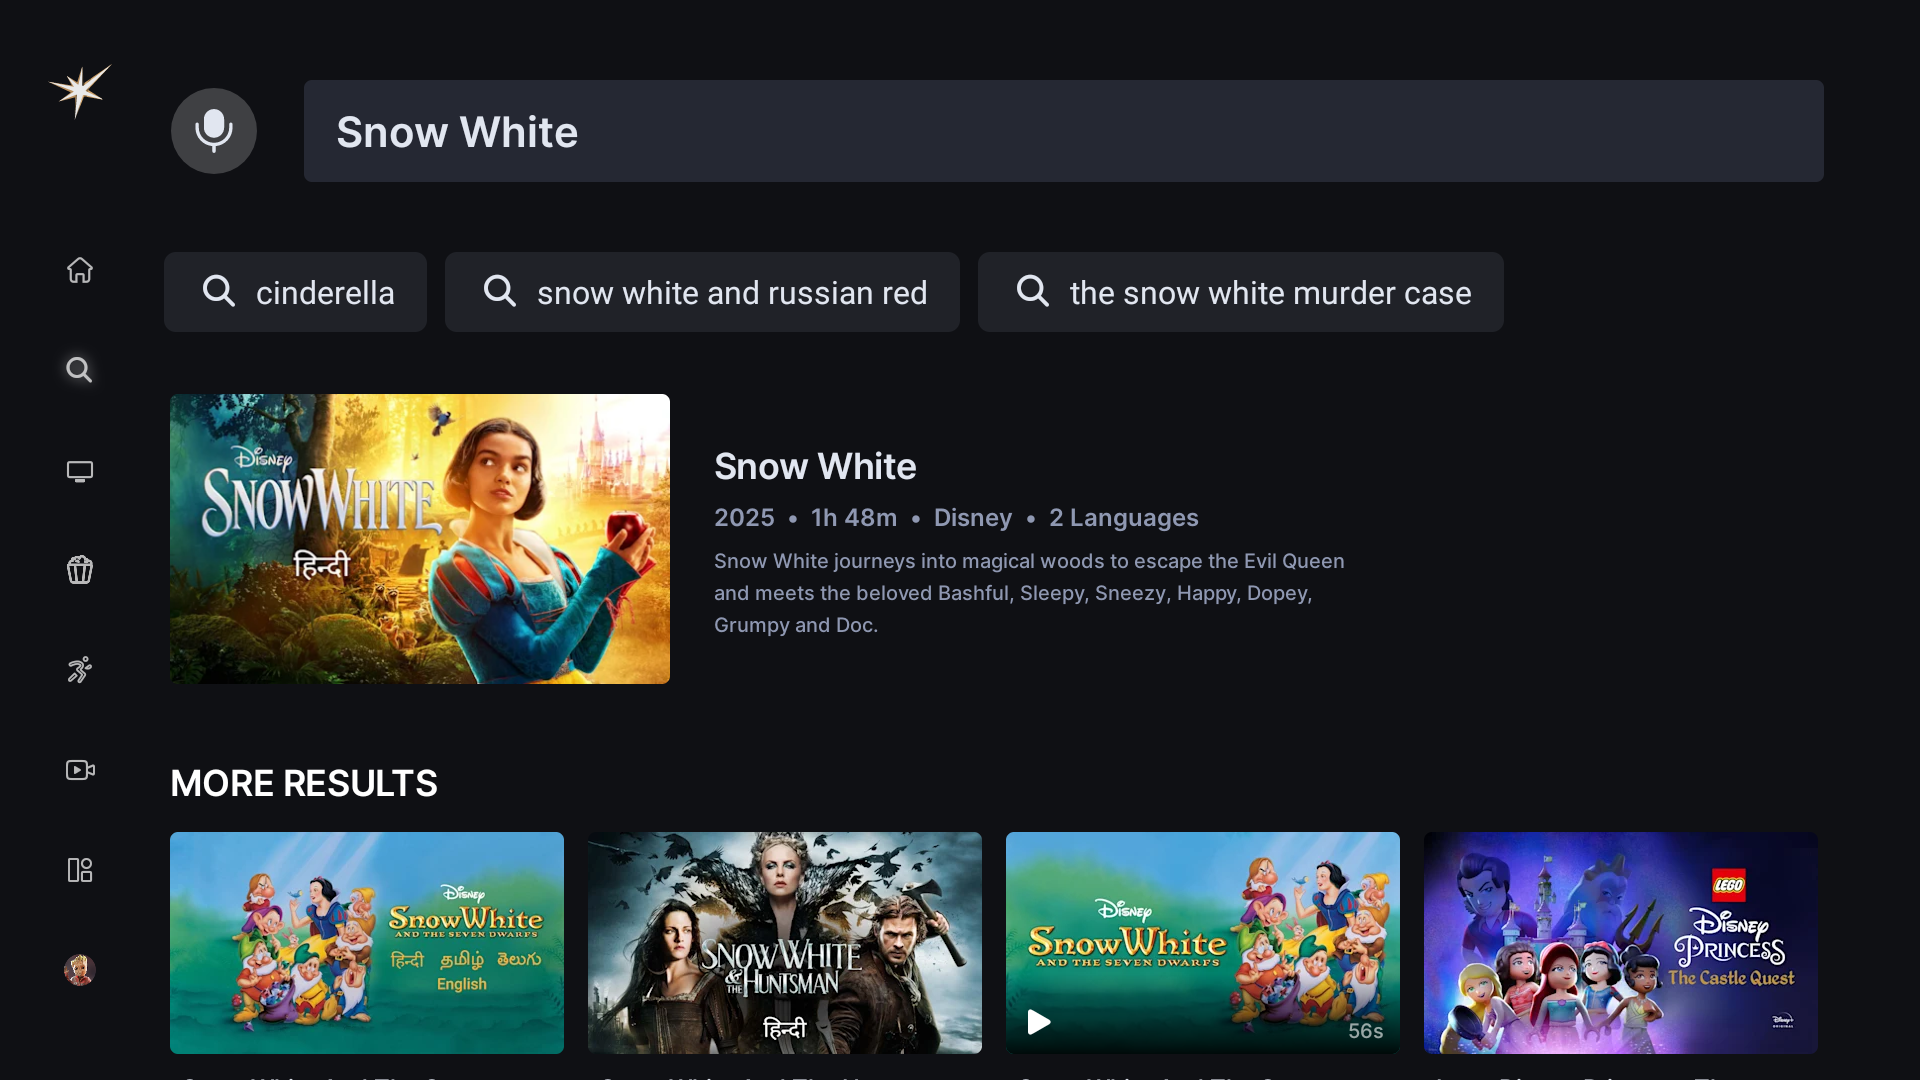 Snow White
cinderella
snow white and russian red
the snow white murder case
Disney
SNOW WHITE
हिन्दी
Snow White
2025 • 1h 48m • Disney • 2 Languages
Snow White journeys into magical woods to escape the Evil Queen
and meets the beloved Bashful, Sleepy, Sneezy, Happy, Dopey,
Grumpy and Doc.
MORE RESULTS
Disney
Snow White
AND THE SEVEN DWARFS
हिन्दी தமிழ் తెలుగు
English
SNOW WHITE
& THE HUNTSMAN
हिन्दी
Disney
Snow White
AND THE SEVEN DWARFS
56s
LEGO
Disney
PRINCESS
The Castle Quest
Disney+
ORIGINAL